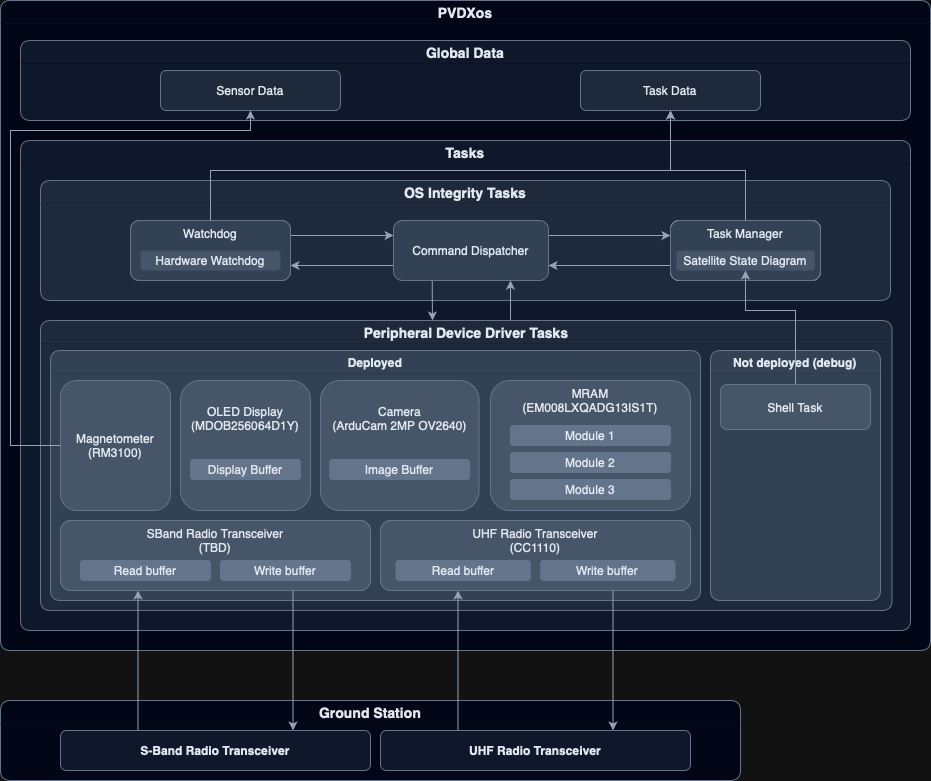 PVDXos
Global Data
Sensor Data
Task Data
Tasks
OS Integrity Tasks
Watchdog
Hardware Watchdog
Command Dispatcher
Task Manager
Satellite State Diagram
Peripheral Device Driver Tasks
Deployed
Not deployed (debug)
Magnetometer
(RM3100)
OLED Display
(MDOB256064D1Y)
Display Buffer
Camera
(ArduCam 2MP OV2640)
Image Buffer
MRAM
(EM008LXQADG13IS1T)
Module 1
Module 2
Module 3
Shell Task
SBand Radio Transceiver
(TBD)
Read buffer
Write buffer
UHF Radio Transceiver
(CC1110)
Read buffer
Write buffer
Ground Station
S-Band Radio Transceiver
UHF Radio Transceiver